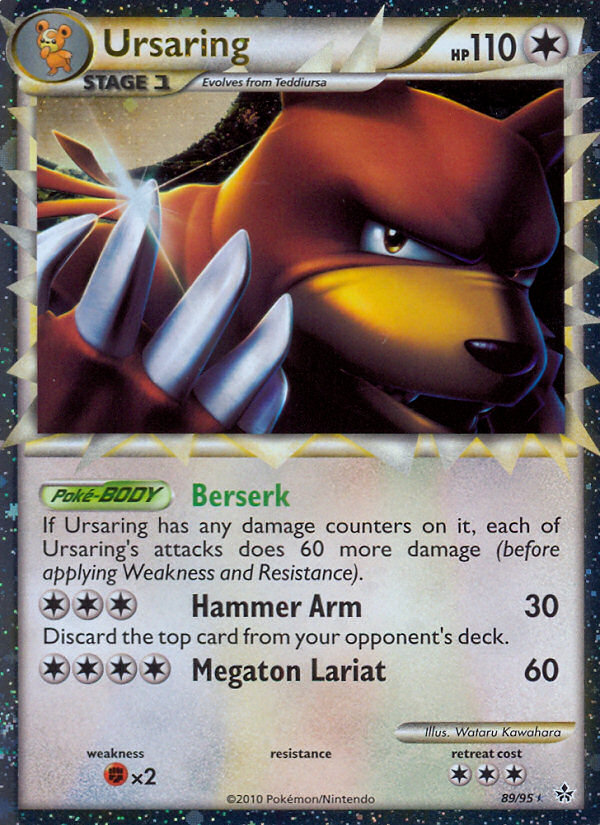 Ursaring
HP110
STAGE 1
Evolves from Teddiursa
Poké-BODY Berserk
If Ursaring has any damage counters on it, each of
Ursaring's attacks does 60 more damage (before
applying Weakness and Resistance).
Hammer Arm 30
Discard the top card from your opponent's deck.
Megaton Lariat 60
Illus. Wataru Kawahara
weakness resistance retreat cost
×2
©2010 Pokémon/Nintendo
89/95